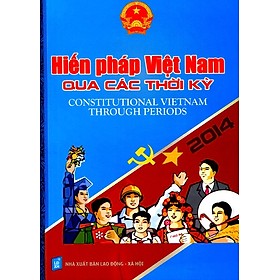 Hiến pháp Việt Nam
QUA CÁC THỜI KỲ
CONSTITUTIONAL VIETNAM
THROUGH PERIODS
2014
NHÀ XUẤT BẢN LAO ĐỘNG - XÃ HỘI